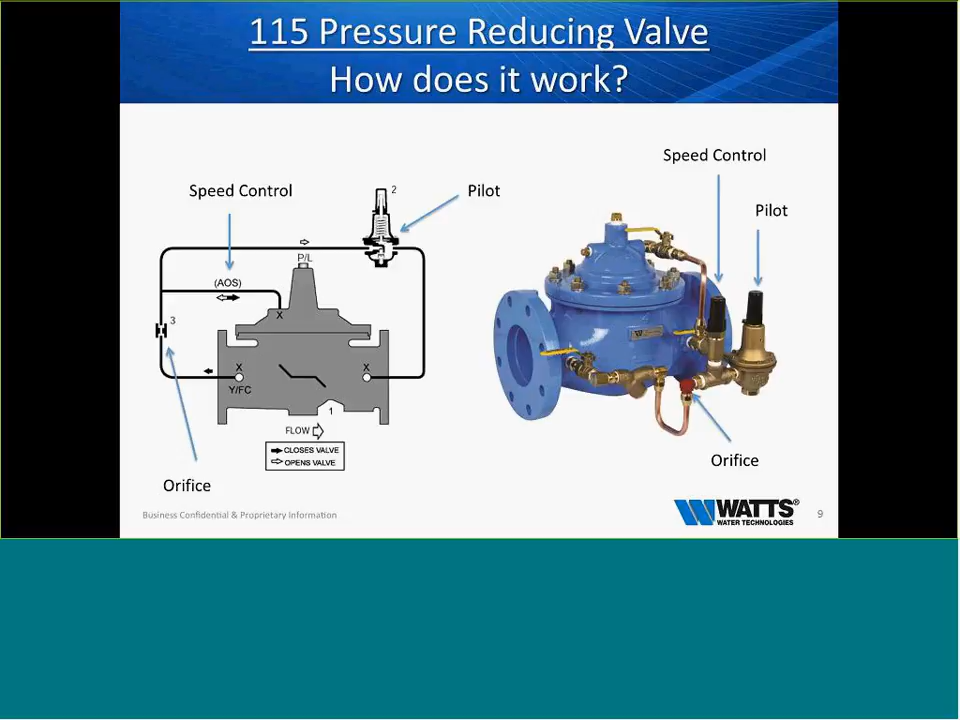 115 Pressure Reducing Valve
How does it work?
Speed Control
Pilot
Speed Control
Pilot
2
P/L
(AOS)
X
3
X
X
Y/FC
1
FLOW
CLOSES VALVE
OPENS VALVE
Orifice
Orifice
Business Confidential & Proprietary Information
WATTS®
WATER TECHNOLOGIES
9